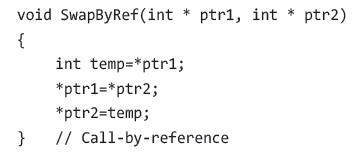 void SwapByRef(int * ptr1, int * ptr2)
{
    int temp=*ptr1;
    *ptr1=*ptr2;
    *ptr2=temp;
}   // Call-by-reference